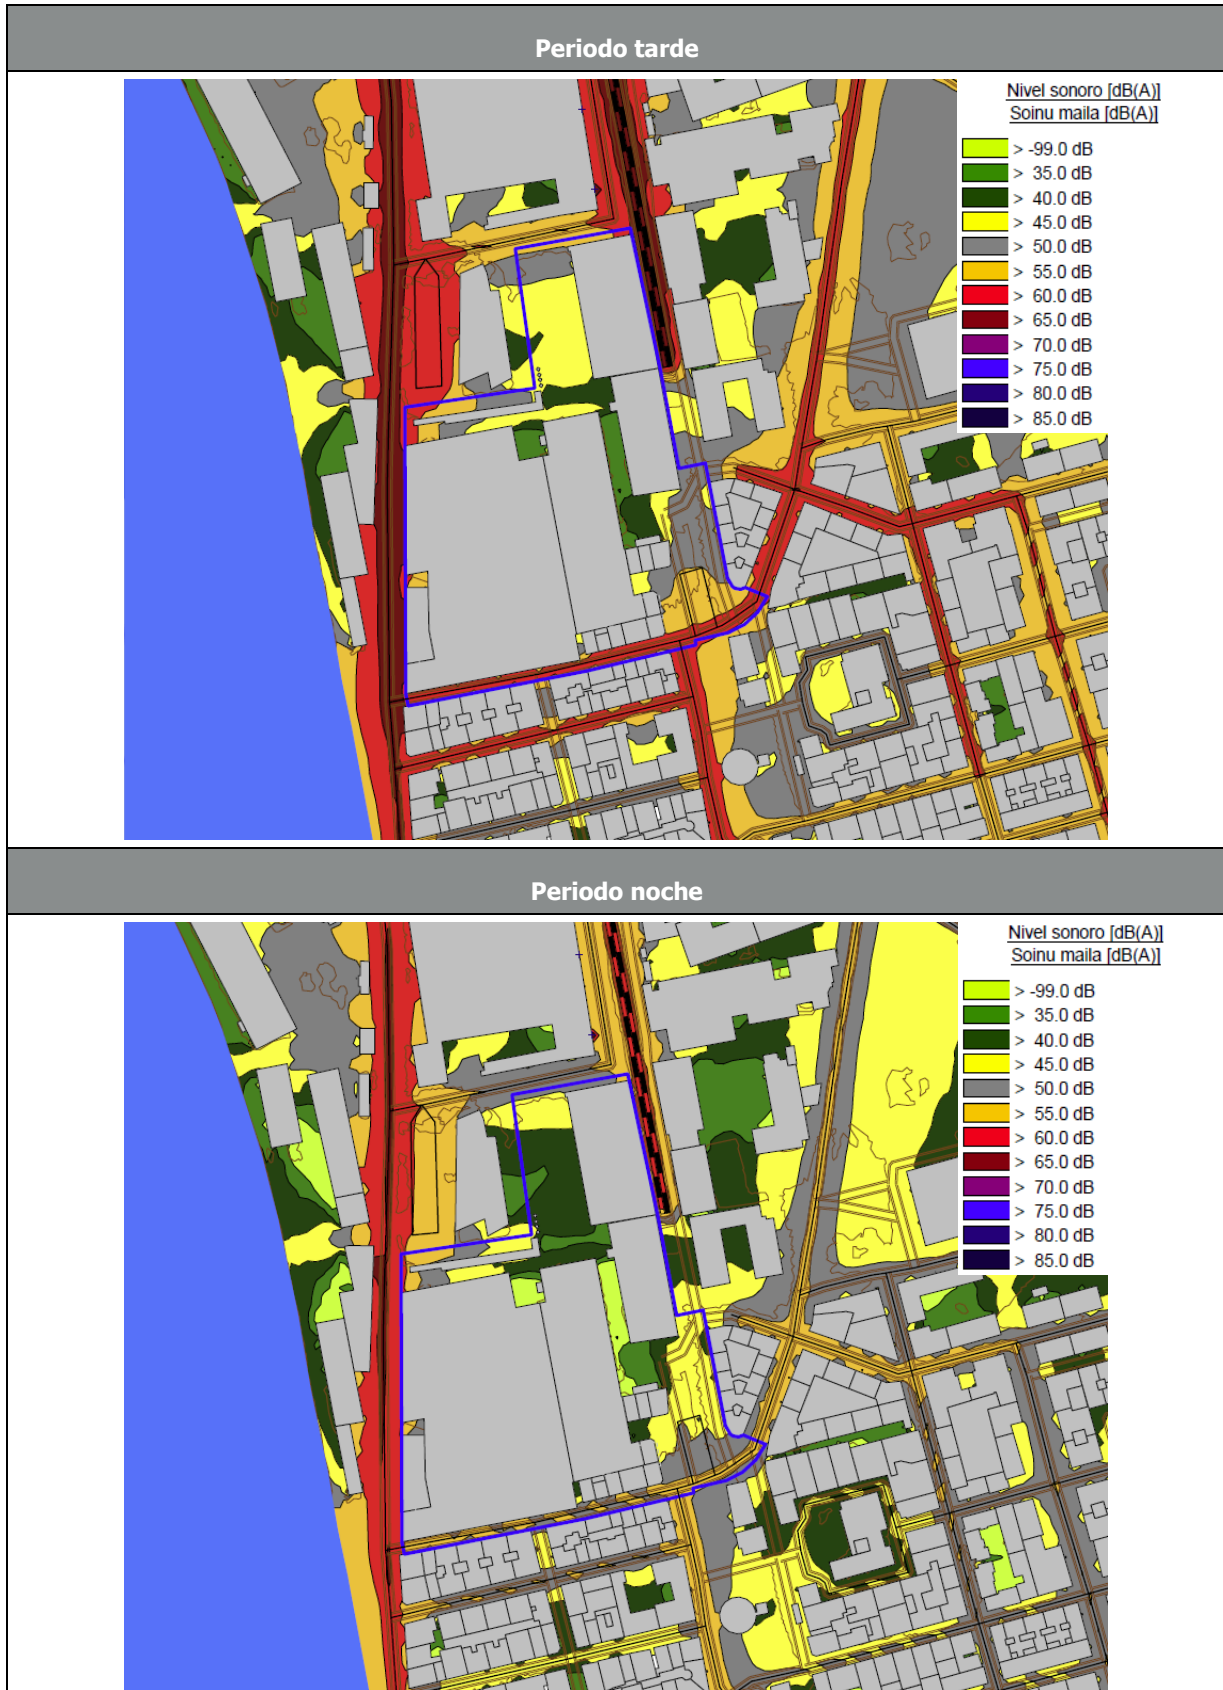 Periodo tarde
Nivel sonoro [dB(A)]
Soinu maila [dB(A)]
> -99.0 dB
> 35.0 dB
> 40.0 dB
> 45.0 dB
> 50.0 dB
> 55.0 dB
> 60.0 dB
> 65.0 dB
> 70.0 dB
> 75.0 dB
> 80.0 dB
> 85.0 dB
Periodo noche
Nivel sonoro [dB(A)]
Soinu maila [dB(A)]
> -99.0 dB
> 35.0 dB
> 40.0 dB
> 45.0 dB
> 50.0 dB
> 55.0 dB
> 60.0 dB
> 65.0 dB
> 70.0 dB
> 75.0 dB
> 80.0 dB
> 85.0 dB